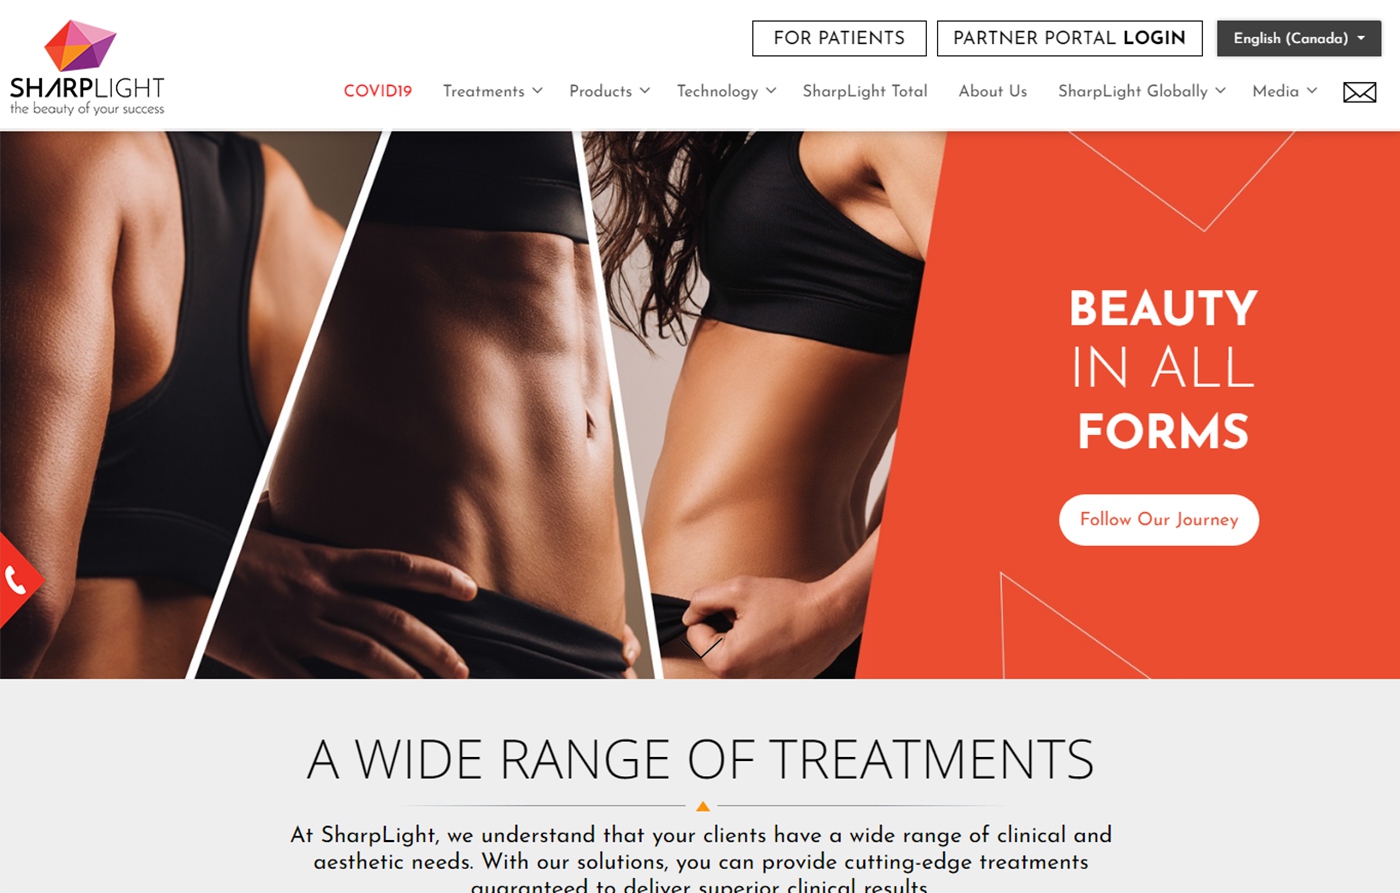 SHARPLIGHT
the beauty of your success
FOR PATIENTS
PARTNER PORTAL LOGIN
English (Canada)
COVID19
Treatments
Products
Technology
SharpLight Total
About Us
SharpLight Globally
Media
BEAUTY
IN ALL
FORMS
Follow Our Journey
A WIDE RANGE OF TREATMENTS
At SharpLight, we understand that your clients have a wide range of clinical and
aesthetic needs. With our solutions, you can provide cutting-edge treatments
guaranteed to deliver superior clinical results